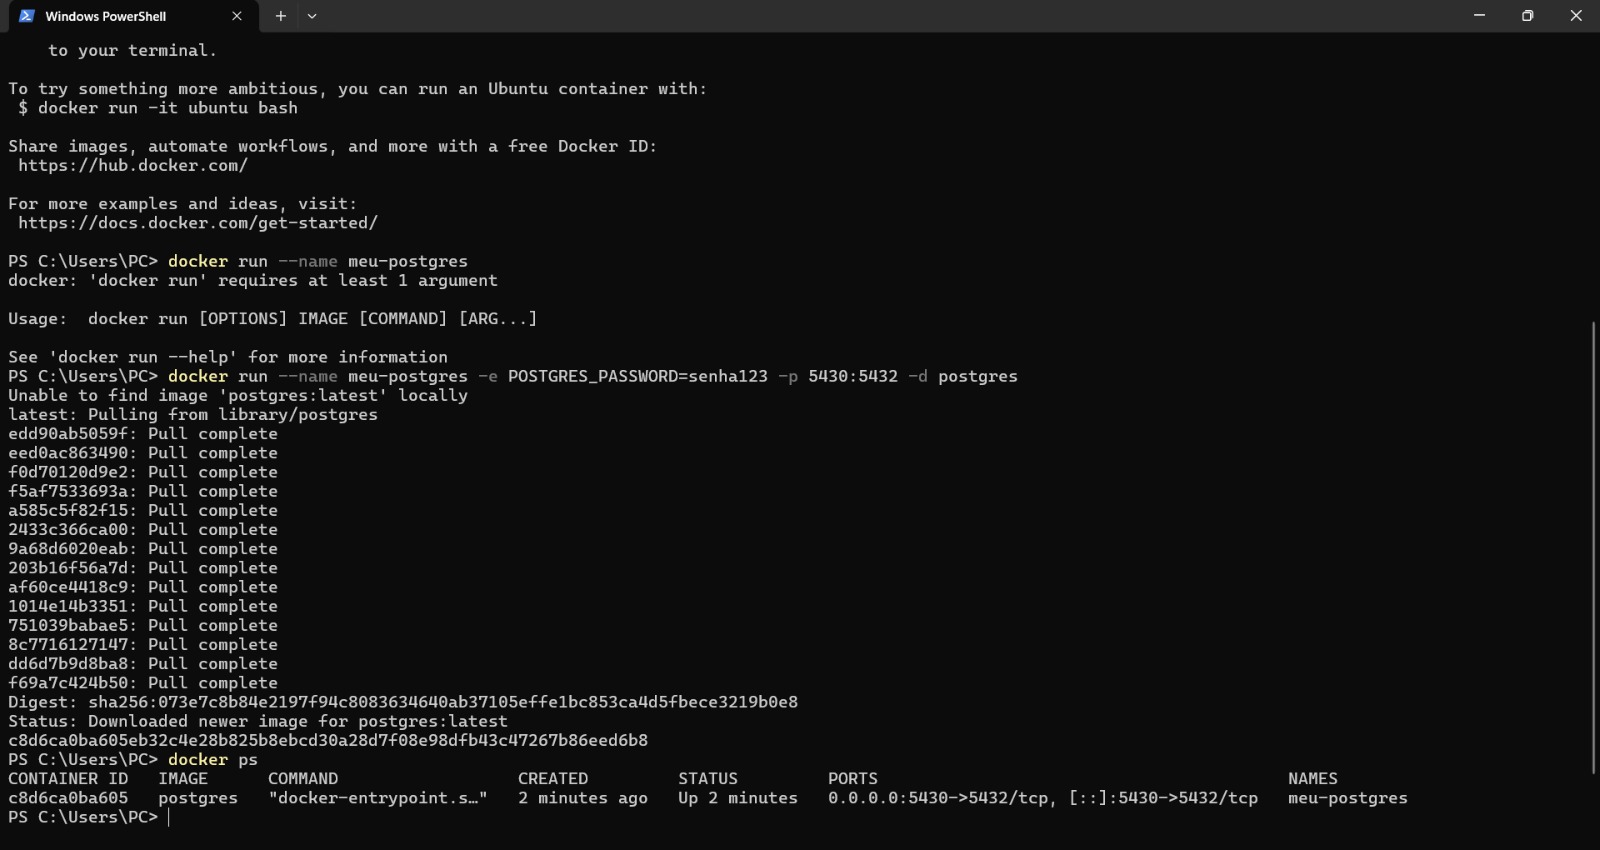 Windows PowerShell
to your terminal.
To try something more ambitious, you can run an Ubuntu container with:
$ docker run -it ubuntu bash
Share images, automate workflows, and more with a free Docker ID:
https://hub.docker.com/
For more examples and ideas, visit:
https://docs.docker.com/get-started/
PS C:\Users\PC> docker run --name meu-postgres
docker: 'docker run' requires at least 1 argument
Usage:  docker run [OPTIONS] IMAGE [COMMAND] [ARG...]
See 'docker run --help' for more information
PS C:\Users\PC> docker run --name meu-postgres -e POSTGRES_PASSWORD=senha123 -p 5430:5432 -d postgres
Unable to find image 'postgres:latest' locally
latest: Pulling from library/postgres
edd90ab5059f: Pull complete
eed0ac863490: Pull complete
f0d70120d9e2: Pull complete
f5af7533693a: Pull complete
a585c5f82f15: Pull complete
2433c366ca00: Pull complete
9a68d6020eab: Pull complete
203b16f56a7d: Pull complete
af60ce4418c9: Pull complete
1014e14b3351: Pull complete
751039babae5: Pull complete
8c7716127147: Pull complete
dd6d7b9d8ba8: Pull complete
f69a7c424b50: Pull complete
Digest: sha256:073e7c8b84e2197f94c8083634640ab37105effe1bc853ca4d5fbece3219b0e8
Status: Downloaded newer image for postgres:latest
c8d6ca0ba605eb32c4e28b825b8ebcd30a28d7f08e98dfb43c47267b86eed6b8
PS C:\Users\PC> docker ps
CONTAINER ID   IMAGE      COMMAND                  CREATED         STATUS         PORTS                                         NAMES
c8d6ca0ba605   postgres   "docker-entrypoint.s…"   2 minutes ago   Up 2 minutes   0.0.0.0:5430->5432/tcp, [::]:5430->5432/tcp   meu-postgres
PS C:\Users\PC>